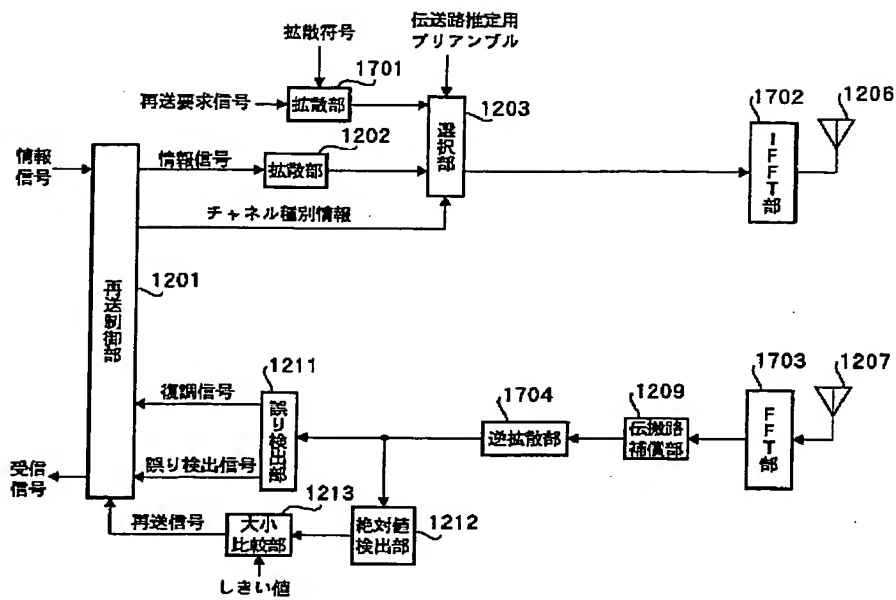 伝送路推定用
プリアンブル
拡散符号
1701
再送要求信号
拡散部
1203
選択部
1702
IFFT部
1206
情報
信号
情報信号
1202
拡散部
チャネル種別情報
1201
再送制御部
復調信号
1211
誤り検出部
誤り検出信号
1704
逆拡散部
1209
伝搬路
補償部
1703
FFT部
1207
受信
信号
再送信号
1213
大小
比較部
しきい値
1212
絶対値
検出部